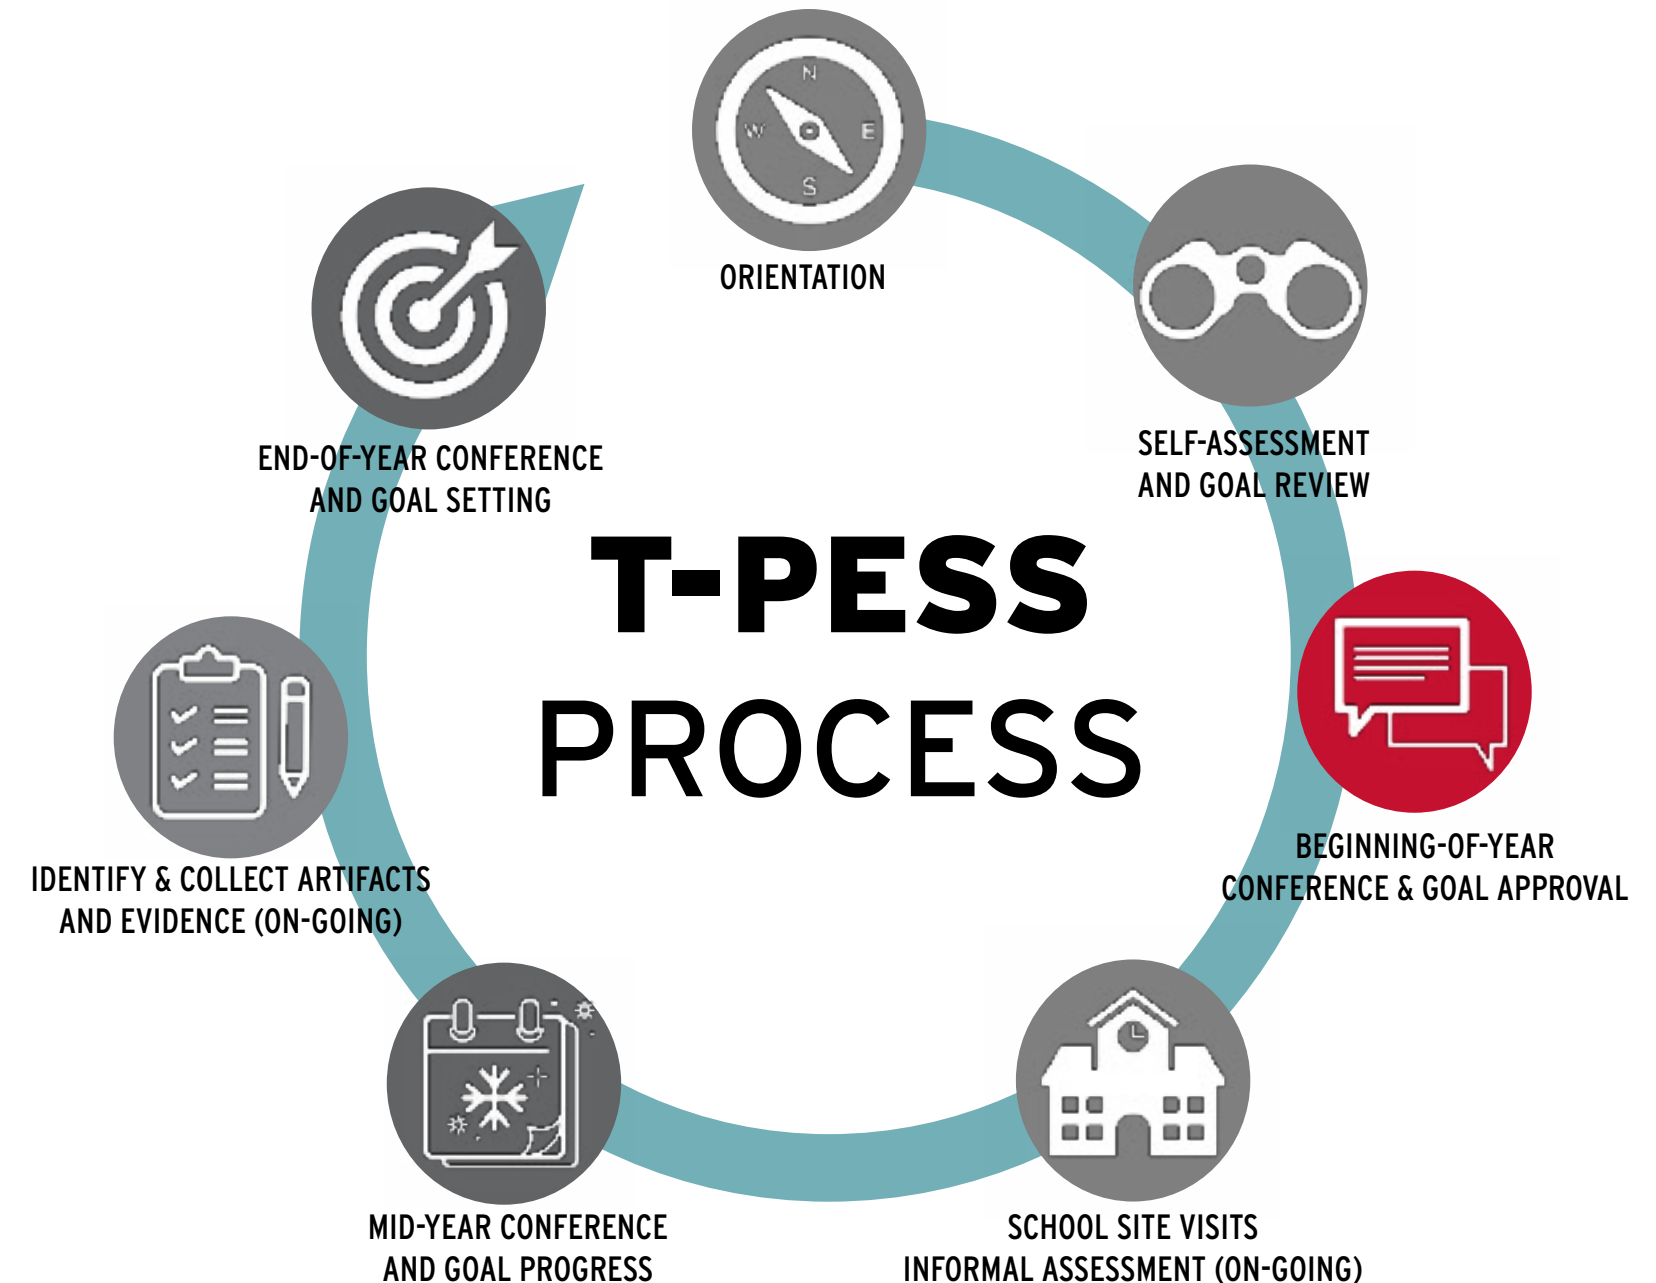 N
W
E
S
ORIENTATION
SELF-ASSESSMENT
AND GOAL REVIEW
BEGINNING-OF-YEAR
CONFERENCE & GOAL APPROVAL
SCHOOL SITE VISITS
INFORMAL ASSESSMENT (ON-GOING)
MID-YEAR CONFERENCE
AND GOAL PROGRESS
IDENTIFY & COLLECT ARTIFACTS
AND EVIDENCE (ON-GOING)
END-OF-YEAR CONFERENCE
AND GOAL SETTING
T-PESS
PROCESS